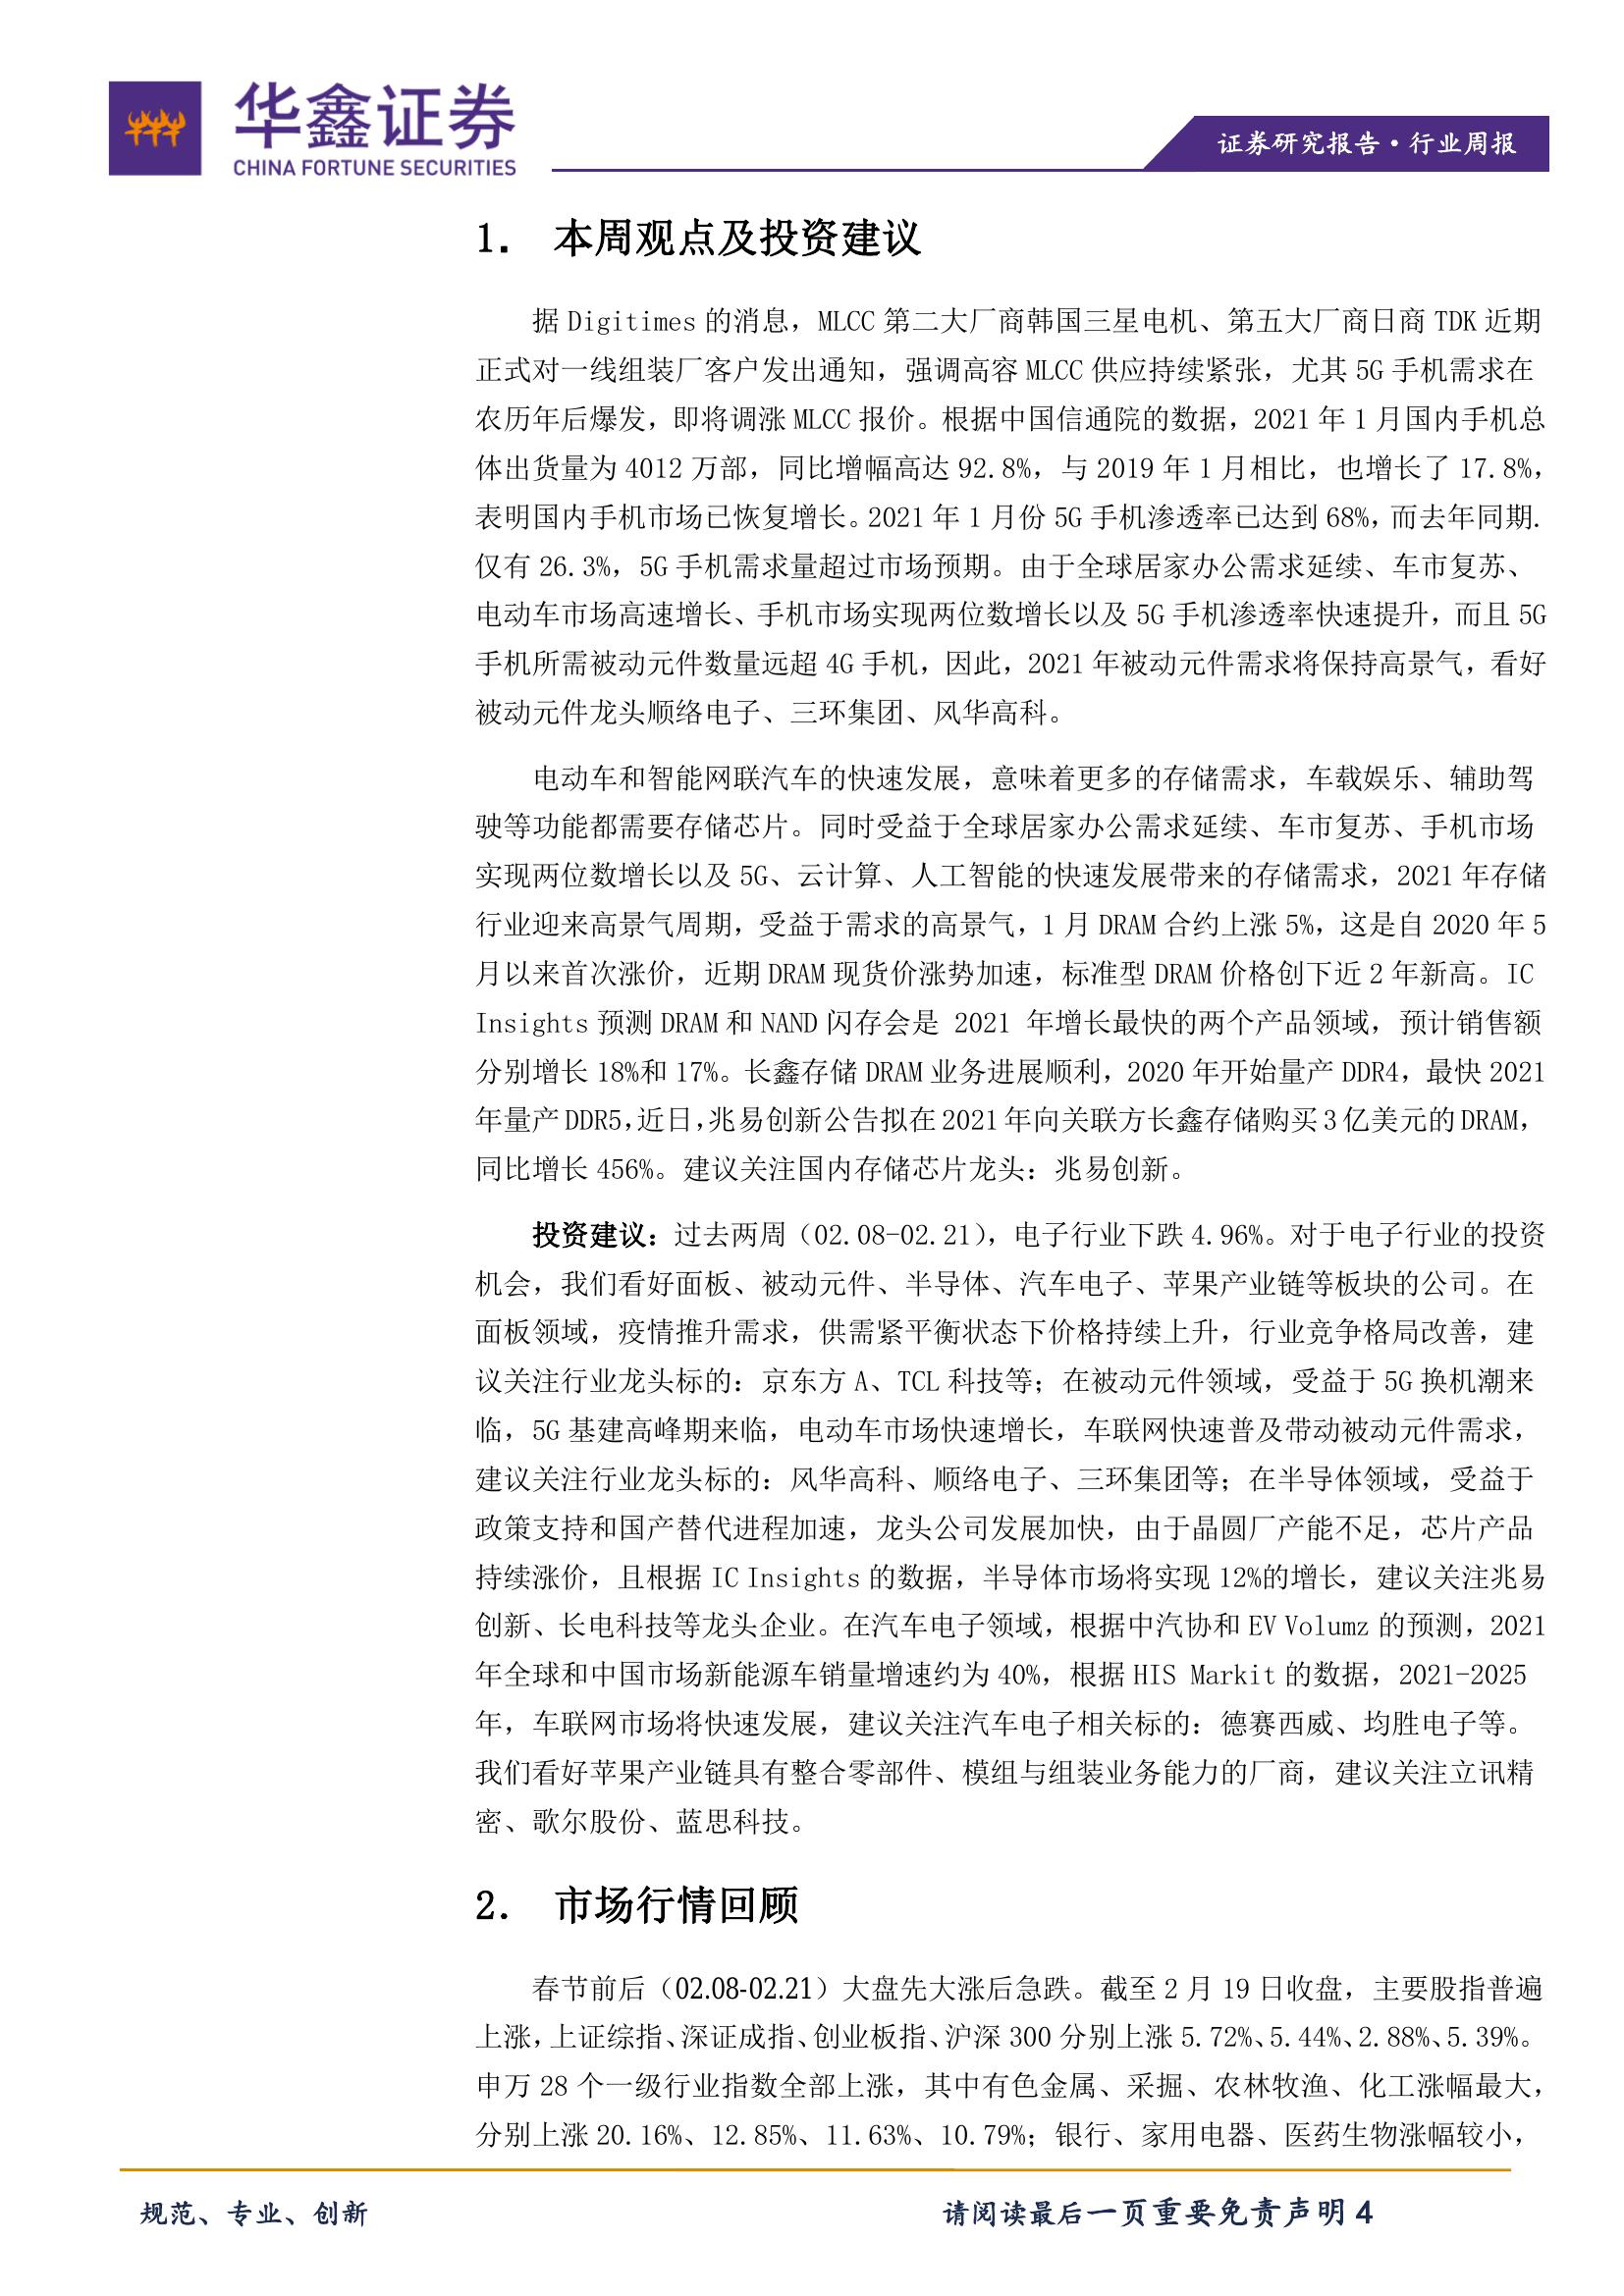 华鑫证券
CHINA FORTUNE SECURITIES
证券研究报告·行业周报
1. 本周观点及投资建议
据 Digitimes 的消息，MLCC 第二大厂商韩国三星电机、第五大厂商日商 TDK 近期
正式对一线组装厂客户发出通知，强调高容 MLCC 供应持续紧张，尤其 5G 手机需求在
农历年后爆发，即将调涨 MLCC 报价。根据中国信通院的数据，2021 年 1 月国内手机总
体出货量为 4012 万部，同比增幅高达 92.8%，与 2019 年 1 月相比，也增长了 17.8%，
表明国内手机市场已恢复增长。2021 年 1 月份 5G 手机渗透率已达到 68%，而去年同期.
仅有 26.3%，5G 手机需求量超过市场预期。由于全球居家办公需求延续、车市复苏、
电动车市场高速增长、手机市场实现两位数增长以及 5G 手机渗透率快速提升，而且 5G
手机所需被动元件数量远超 4G 手机，因此，2021 年被动元件需求将保持高景气，看好
被动元件龙头顺络电子、三环集团、风华高科。
电动车和智能网联汽车的快速发展，意味着更多的存储需求，车载娱乐、辅助驾
驶等功能都需要存储芯片。同时受益于全球居家办公需求延续、车市复苏、手机市场
实现两位数增长以及 5G、云计算、人工智能的快速发展带来的存储需求，2021 年存储
行业迎来高景气周期，受益于需求的高景气，1 月 DRAM 合约上涨 5%，这是自 2020 年 5
月以来首次涨价，近期 DRAM 现货价涨势加速，标准型 DRAM 价格创下近 2 年新高。IC
Insights 预测 DRAM 和 NAND 闪存会是 2021 年增长最快的两个产品领域，预计销售额
分别增长 18%和 17%。长鑫存储 DRAM 业务进展顺利，2020 年开始量产 DDR4，最快 2021
年量产 DDR5，近日，兆易创新公告拟在 2021 年向关联方长鑫存储购买 3 亿美元的 DRAM，
同比增长 456%。建议关注国内存储芯片龙头：兆易创新。
投资建议：过去两周（02.08-02.21），电子行业下跌 4.96%。对于电子行业的投资
机会，我们看好面板、被动元件、半导体、汽车电子、苹果产业链等板块的公司。在
面板领域，疫情推升需求，供需紧平衡状态下价格持续上升，行业竞争格局改善，建
议关注行业龙头标的：京东方 A、TCL 科技等；在被动元件领域，受益于 5G 换机潮来
临，5G 基建高峰期来临，电动车市场快速增长，车联网快速普及带动被动元件需求，
建议关注行业龙头标的：风华高科、顺络电子、三环集团等；在半导体领域，受益于
政策支持和国产替代进程加速，龙头公司发展加快，由于晶圆厂产能不足，芯片产品
持续涨价，且根据 IC Insights 的数据，半导体市场将实现 12%的增长，建议关注兆易
创新、长电科技等龙头企业。在汽车电子领域，根据中汽协和 EV Volumz 的预测，2021
年全球和中国市场新能源车销量增速约为 40%，根据 HIS Markit 的数据，2021-2025
年，车联网市场将快速发展，建议关注汽车电子相关标的：德赛西威、均胜电子等。
我们看好苹果产业链具有整合零部件、模组与组装业务能力的厂商，建议关注立讯精
密、歌尔股份、蓝思科技。
2. 市场行情回顾
春节前后（02.08-02.21）大盘先大涨后急跌。截至 2 月 19 日收盘，主要股指普遍
上涨，上证综指、深证成指、创业板指、沪深 300 分别上涨 5.72%、5.44%、2.88%、5.39%。
申万 28 个一级行业指数全部上涨，其中有色金属、采掘、农林牧渔、化工涨幅最大，
分别上涨 20.16%、12.85%、11.63%、10.79%；银行、家用电器、医药生物涨幅较小，
规范、专业、创新
请阅读最后一页重要免责声明 4